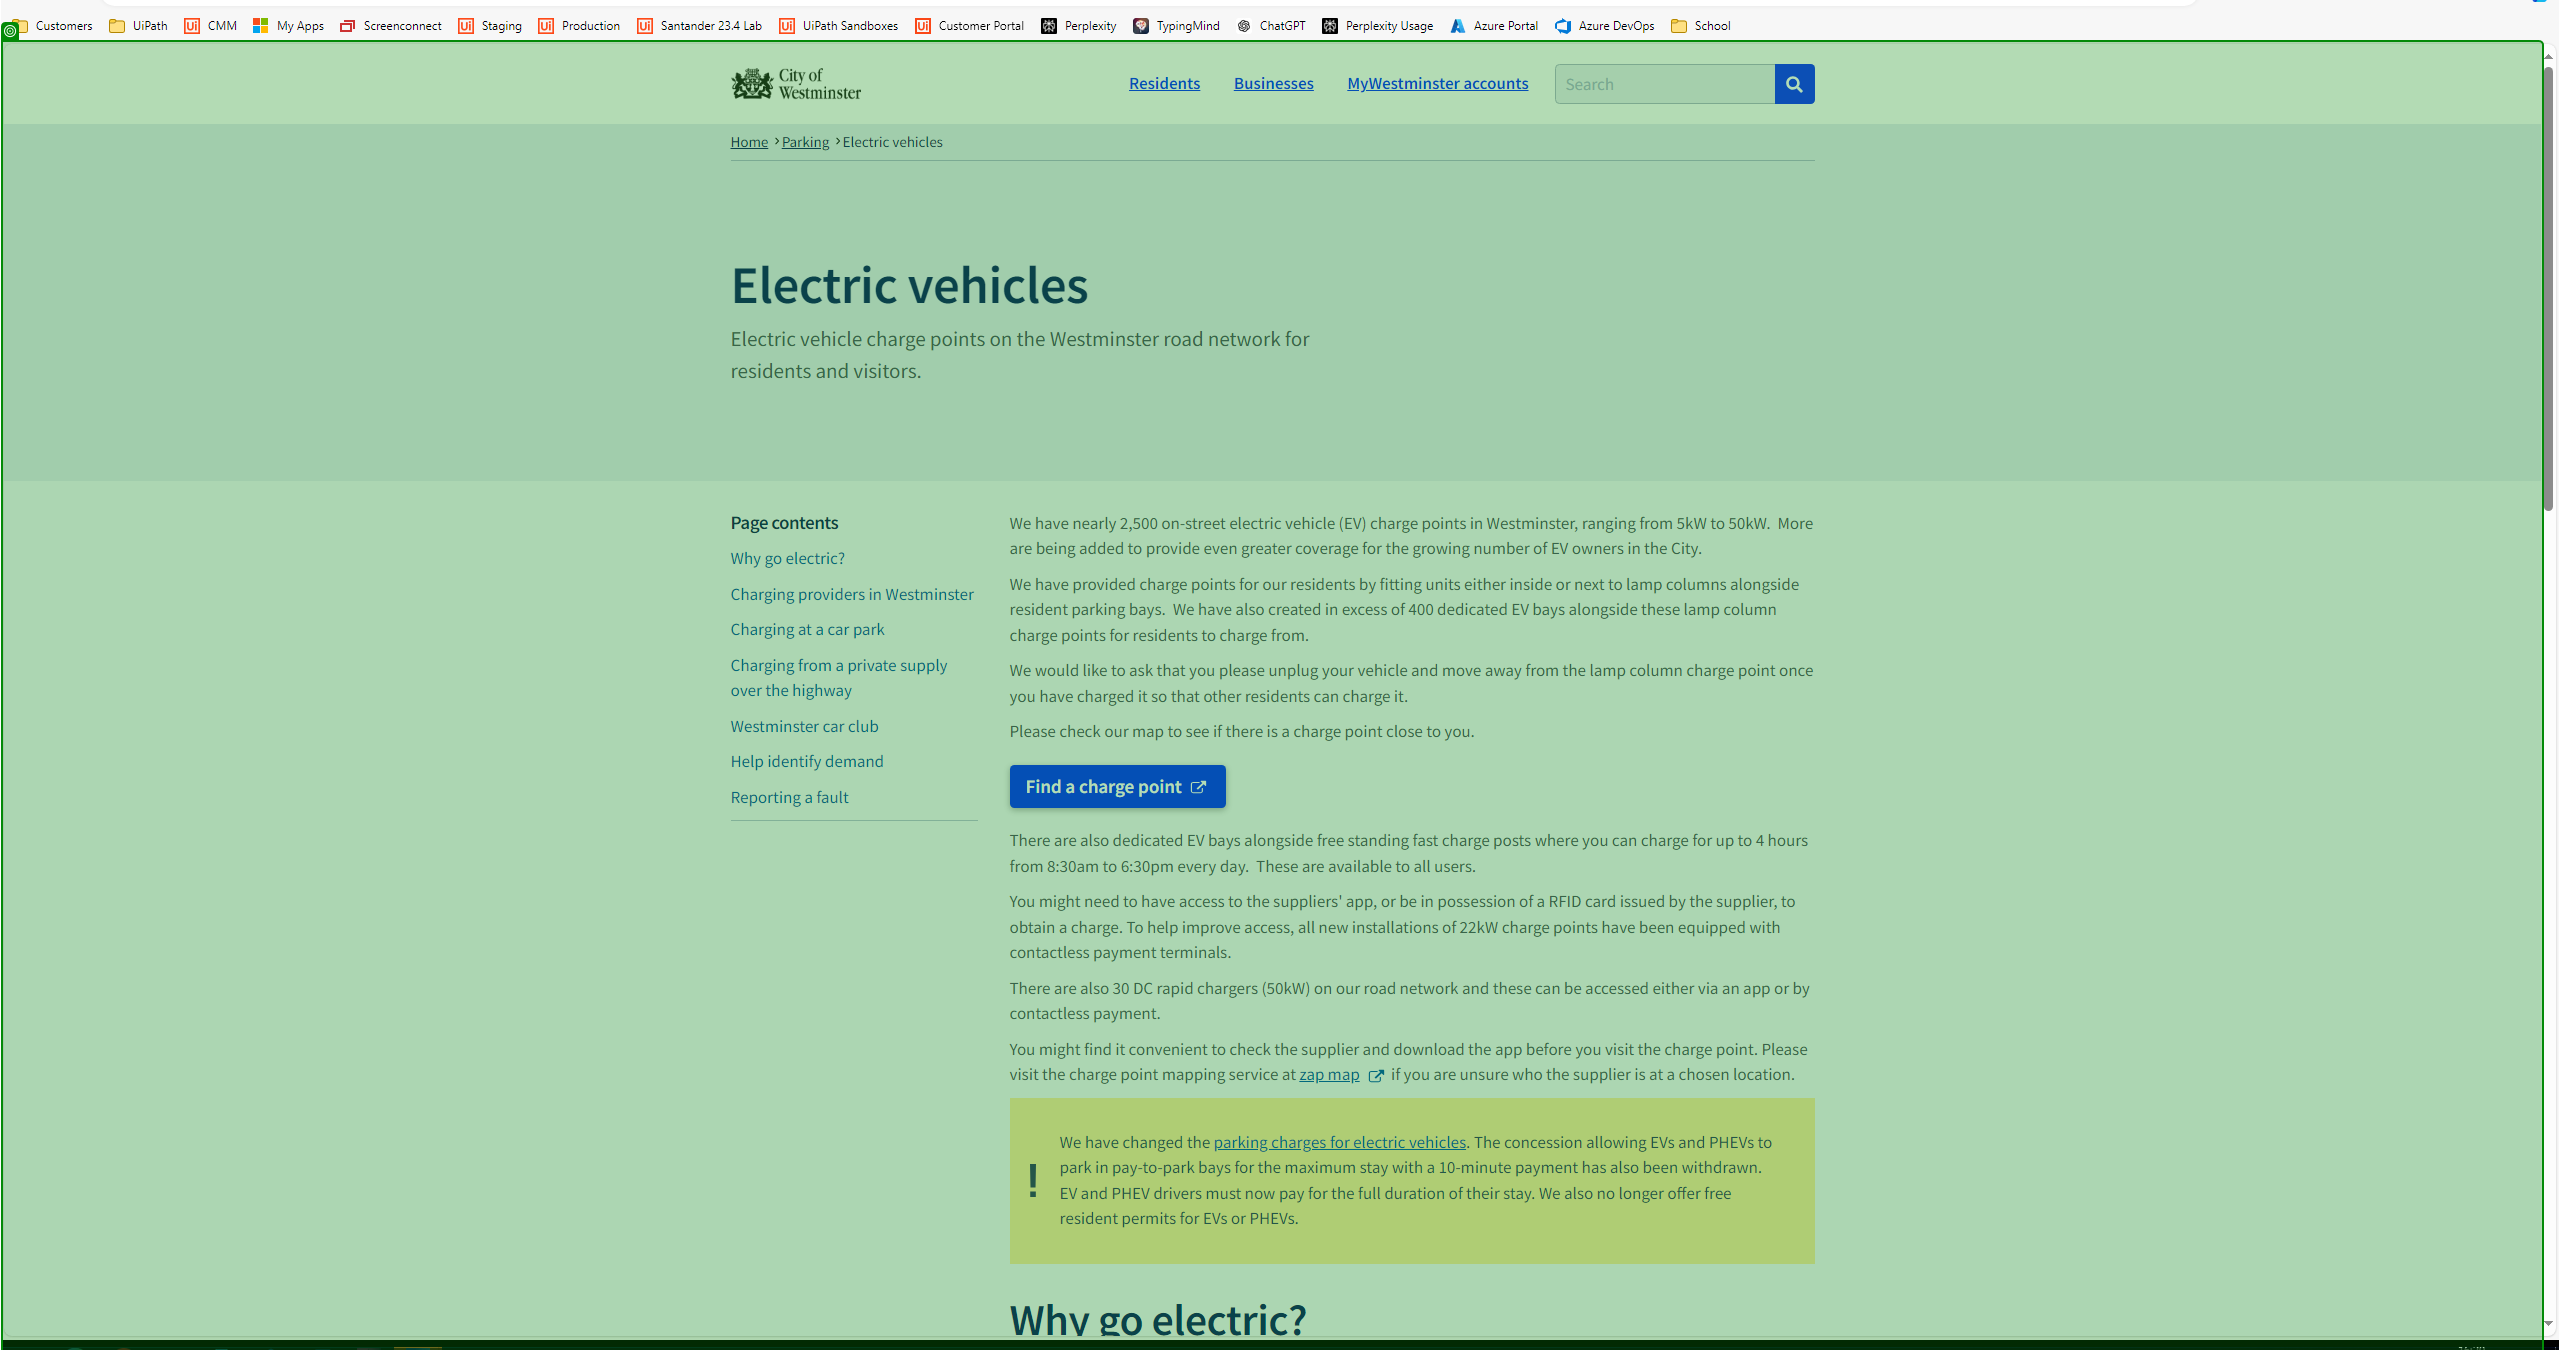 Customers UiPath CMM My Apps Screenconnect Staging Production Santander 23.4 Lab UiPath Sandboxes Customer Portal Perplexity TypingMind ChatGPT Perplexity Usage Azure Portal Azure DevOps School
City of
Westminster
Residents Businesses MyWestminster accounts Search
Home › Parking › Electric vehicles
Electric vehicles
Electric vehicle charge points on the Westminster road network for
residents and visitors.
Page contents
Why go electric?
Charging providers in Westminster
Charging at a car park
Charging from a private supply
over the highway
Westminster car club
Help identify demand
Reporting a fault
We have nearly 2,500 on-street electric vehicle (EV) charge points in Westminster, ranging from 5kW to 50kW.  More
are being added to provide even greater coverage for the growing number of EV owners in the City.
We have provided charge points for our residents by fitting units either inside or next to lamp columns alongside
resident parking bays.  We have also created in excess of 400 dedicated EV bays alongside these lamp column
charge points for residents to charge from.
We would like to ask that you please unplug your vehicle and move away from the lamp column charge point once
you have charged it so that other residents can charge it.
Please check our map to see if there is a charge point close to you.
Find a charge point
There are also dedicated EV bays alongside free standing fast charge posts where you can charge for up to 4 hours
from 8:30am to 6:30pm every day.  These are available to all users.
You might need to have access to the suppliers' app, or be in possession of a RFID card issued by the supplier, to
obtain a charge. To help improve access, all new installations of 22kW charge points have been equipped with
contactless payment terminals.
There are also 30 DC rapid chargers (50kW) on our road network and these can be accessed either via an app or by
contactless payment.
You might find it convenient to check the supplier and download the app before you visit the charge point. Please
visit the charge point mapping service at zap map if you are unsure who the supplier is at a chosen location.
We have changed the parking charges for electric vehicles. The concession allowing EVs and PHEVs to
park in pay-to-park bays for the maximum stay with a 10-minute payment has also been withdrawn.
! EV and PHEV drivers must now pay for the full duration of their stay. We also no longer offer free
resident permits for EVs or PHEVs.
Why go electric?